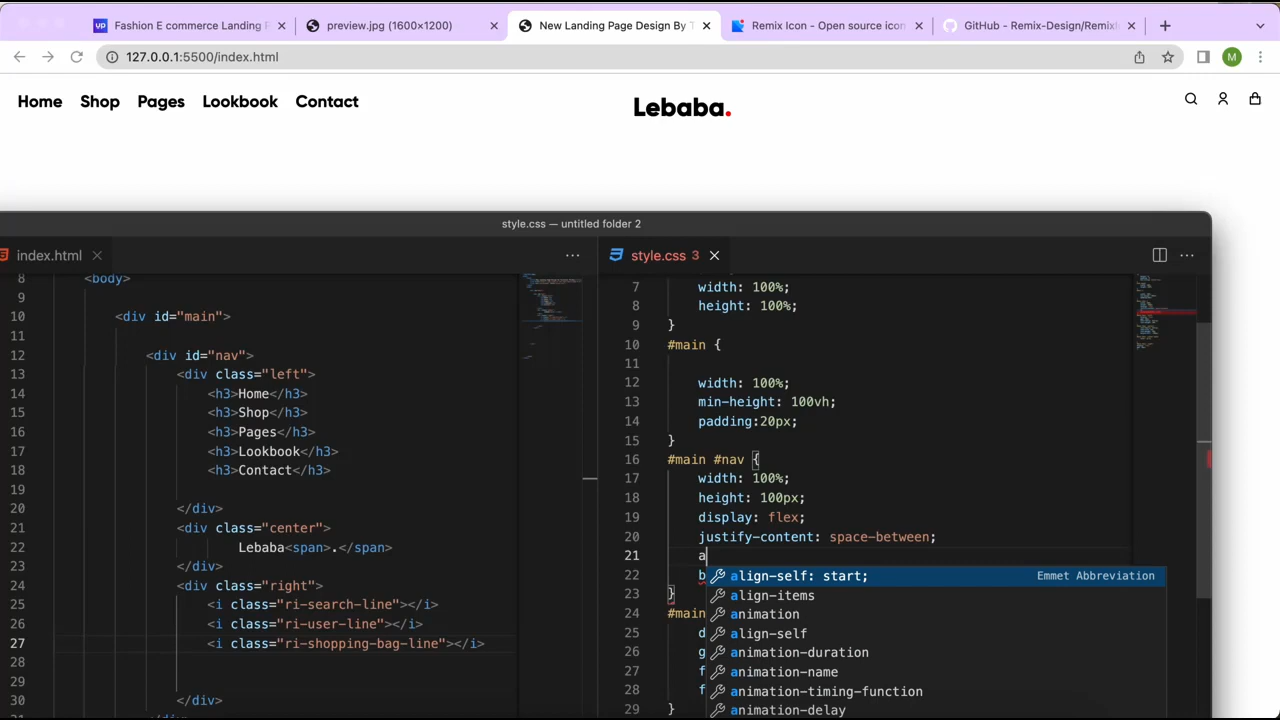 Fashion E commerce Landing P
preview.jpg (1600×1200)
New Landing Page Design By T
Remix Icon - Open source icon
GitHub - Remix-Design/RemixI
127.0.0.1:5500/index.html
M
Home Shop Pages Lookbook Contact
Lebaba.
style.css — untitled folder 2
index.html
8 <body>
9
10 <div id="main">
11
12 <div id="nav">
13 <div class="left">
14 <h3>Home</h3>
15 <h3>Shop</h3>
16 <h3>Pages</h3>
17 <h3>Lookbook</h3>
18 <h3>Contact</h3>
19
20 </div>
21 <div class="center">
22 Lebaba<span>.</span>
23 </div>
24 <div class="right">
25 <i class="ri-search-line"></i>
26 <i class="ri-user-line"></i>
27 <i class="ri-shopping-bag-line"></i>
28
29
30 </div>
style.css 3
7 width: 100%;
8 height: 100%;
9 }
10 #main {
11
12 width: 100%;
13 min-height: 100vh;
14 padding:20px;
15 }
16 #main #nav {
17 width: 100%;
18 height: 100px;
19 display: flex;
20 justify-content: space-between;
21 a
22 b
23 }
24 #main
25 d
26 g
27 f
28 f
29 }
align-self: start; Emmet Abbreviation
align-items
animation
align-self
animation-duration
animation-name
animation-timing-function
animation-delay